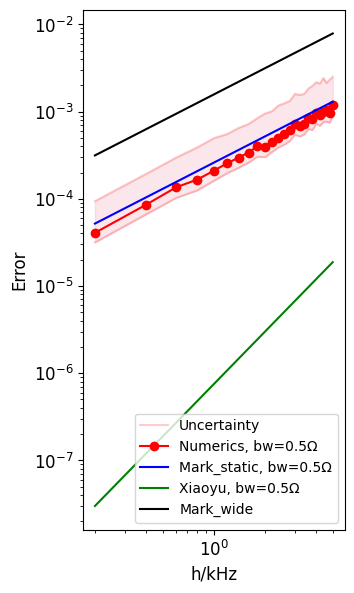 10⁻²
10⁻³
10⁻⁴
10⁻⁵
10⁻⁶
10⁻⁷
Error
Uncertainty
Numerics, bw=0.5Ω
Mark_static, bw=0.5Ω
Xiaoyu, bw=0.5Ω
Mark_wide
10⁰
h/kHz